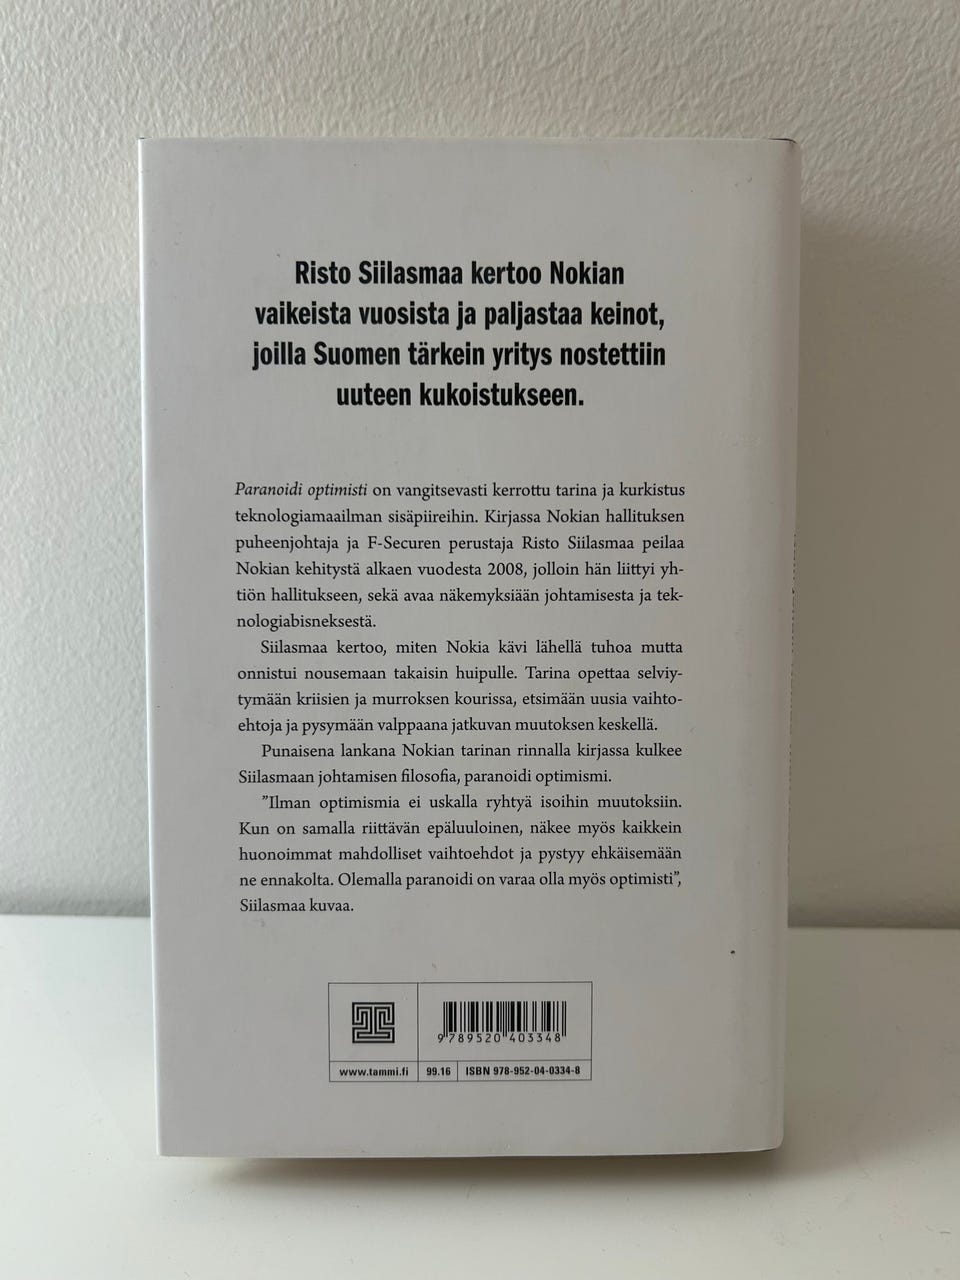 Risto Siilasmaa kertoo Nokian
vaikeista vuosista ja paljastaa keinot,
joilla Suomen tärkein yritys nostettiin
uuteen kukoistukseen.
Paranoidi optimisti on vangitsevasti kerrottu tarina ja kurkistus
teknologiamaailman sisäpiireihin. Kirjassa Nokian hallituksen
puheenjohtaja ja F-Securen perustaja Risto Siilasmaa peilaa
Nokian kehitystä alkaen vuodesta 2008, jolloin hän liittyi yh-
tiön hallitukseen, sekä avaa näkemyksiään johtamisesta ja tek-
nologiabisneksestä.
Siilasmaa kertoo, miten Nokia kävi lähellä tuhoa mutta
onnistui nousemaan takaisin huipulle. Tarina opettaa selviy-
tymään kriisien ja murroksen kourissa, etsimään uusia vaihto-
ehtoja ja pysymään valppaana jatkuvan muutoksen keskellä.
Punaisena lankana Nokian tarinan rinnalla kirjassa kulkee
Siilasmaan johtamisen filosofia, paranoidi optimismi.
”Ilman optimismia ei uskalla ryhtyä isoihin muutoksiin.
Kun on samalla riittävän epäluuloinen, näkee myös kaikkein
huonoimmat mahdolliset vaihtoehdot ja pystyy ehkäisemään
ne ennakolta. Olemalla paranoidi on varaa olla myös optimisti”,
Siilasmaa kuvaa.
9 789520 403348
www.tammi.fi 99.16 ISBN 978-952-04-0334-8